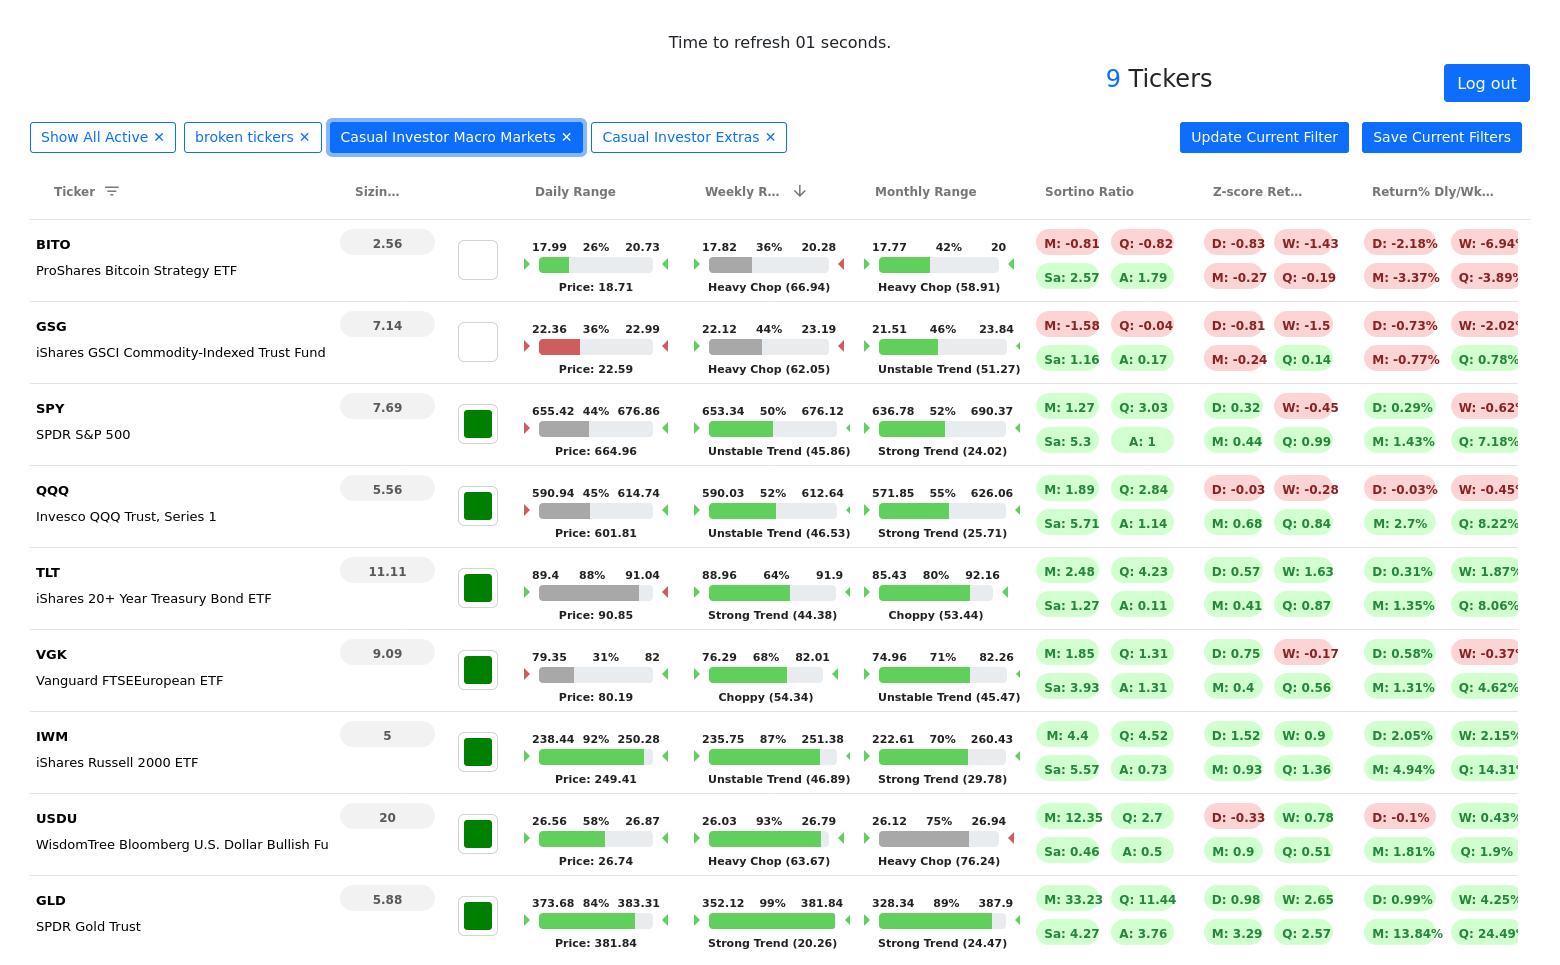 Time to refresh 01 seconds.
9 Tickers
Log out
Show All Active ✕ broken tickers ✕ Casual Investor Macro Markets ✕ Casual Investor Extras ✕ Update Current Filter Save Current Filters
Ticker Sizin… Daily Range Weekly R… Monthly Range Sortino Ratio Z-score Ret… Return% Dly/Wk…
BITO 2.56 17.99 26% 20.73 17.82 36% 20.28 17.77 42% 20 M: -0.81 Q: -0.82 D: -0.83 W: -1.43 D: -2.18% W: -6.94%
ProShares Bitcoin Strategy ETF Price: 18.71 Heavy Chop (66.94) Heavy Chop (58.91) Sa: 2.57 A: 1.79 M: -0.27 Q: -0.19 M: -3.37% Q: -3.89%
GSG 7.14 22.36 36% 22.99 22.12 44% 23.19 21.51 46% 23.84 M: -1.58 Q: -0.04 D: -0.81 W: -1.5 D: -0.73% W: -2.02%
iShares GSCI Commodity-Indexed Trust Fund Price: 22.59 Heavy Chop (62.05) Unstable Trend (51.27) Sa: 1.16 A: 0.17 M: -0.24 Q: 0.14 M: -0.77% Q: 0.78%
SPY 7.69 655.42 44% 676.86 653.34 50% 676.12 636.78 52% 690.37 M: 1.27 Q: 3.03 D: 0.32 W: -0.45 D: 0.29% W: -0.62%
SPDR S&P 500 Price: 664.96 Unstable Trend (45.86) Strong Trend (24.02) Sa: 5.3 A: 1 M: 0.44 Q: 0.99 M: 1.43% Q: 7.18%
QQQ 5.56 590.94 45% 614.74 590.03 52% 612.64 571.85 55% 626.06 M: 1.89 Q: 2.84 D: -0.03 W: -0.28 D: -0.03% W: -0.45%
Invesco QQQ Trust, Series 1 Price: 601.81 Unstable Trend (46.53) Strong Trend (25.71) Sa: 5.71 A: 1.14 M: 0.68 Q: 0.84 M: 2.7% Q: 8.22%
TLT 11.11 89.4 88% 91.04 88.96 64% 91.9 85.43 80% 92.16 M: 2.48 Q: 4.23 D: 0.57 W: 1.63 D: 0.31% W: 1.87%
iShares 20+ Year Treasury Bond ETF Price: 90.85 Strong Trend (44.38) Choppy (53.44) Sa: 1.27 A: 0.11 M: 0.41 Q: 0.87 M: 1.35% Q: 8.06%
VGK 9.09 79.35 31% 82 76.29 68% 82.01 74.96 71% 82.26 M: 1.85 Q: 1.31 D: 0.75 W: -0.17 D: 0.58% W: -0.37%
Vanguard FTSEEuropean ETF Price: 80.19 Choppy (54.34) Unstable Trend (45.47) Sa: 3.93 A: 1.31 M: 0.4 Q: 0.56 M: 1.31% Q: 4.62%
IWM 5 238.44 92% 250.28 235.75 87% 251.38 222.61 70% 260.43 M: 4.4 Q: 4.52 D: 1.52 W: 0.9 D: 2.05% W: 2.15%
iShares Russell 2000 ETF Price: 249.41 Unstable Trend (46.89) Strong Trend (29.78) Sa: 5.57 A: 0.73 M: 0.93 Q: 1.36 M: 4.94% Q: 14.31%
USDU 20 26.56 58% 26.87 26.03 93% 26.79 26.12 75% 26.94 M: 12.35 Q: 2.7 D: -0.33 W: 0.78 D: -0.1% W: 0.43%
WisdomTree Bloomberg U.S. Dollar Bullish Fu Price: 26.74 Heavy Chop (63.67) Heavy Chop (76.24) Sa: 0.46 A: 0.5 M: 0.9 Q: 0.51 M: 1.81% Q: 1.9%
GLD 5.88 373.68 84% 383.31 352.12 99% 381.84 328.34 89% 387.9 M: 33.23 Q: 11.44 D: 0.98 W: 2.65 D: 0.99% W: 4.25%
SPDR Gold Trust Price: 381.84 Strong Trend (20.26) Strong Trend (24.47) Sa: 4.27 A: 3.76 M: 3.29 Q: 2.57 M: 13.84% Q: 24.49%